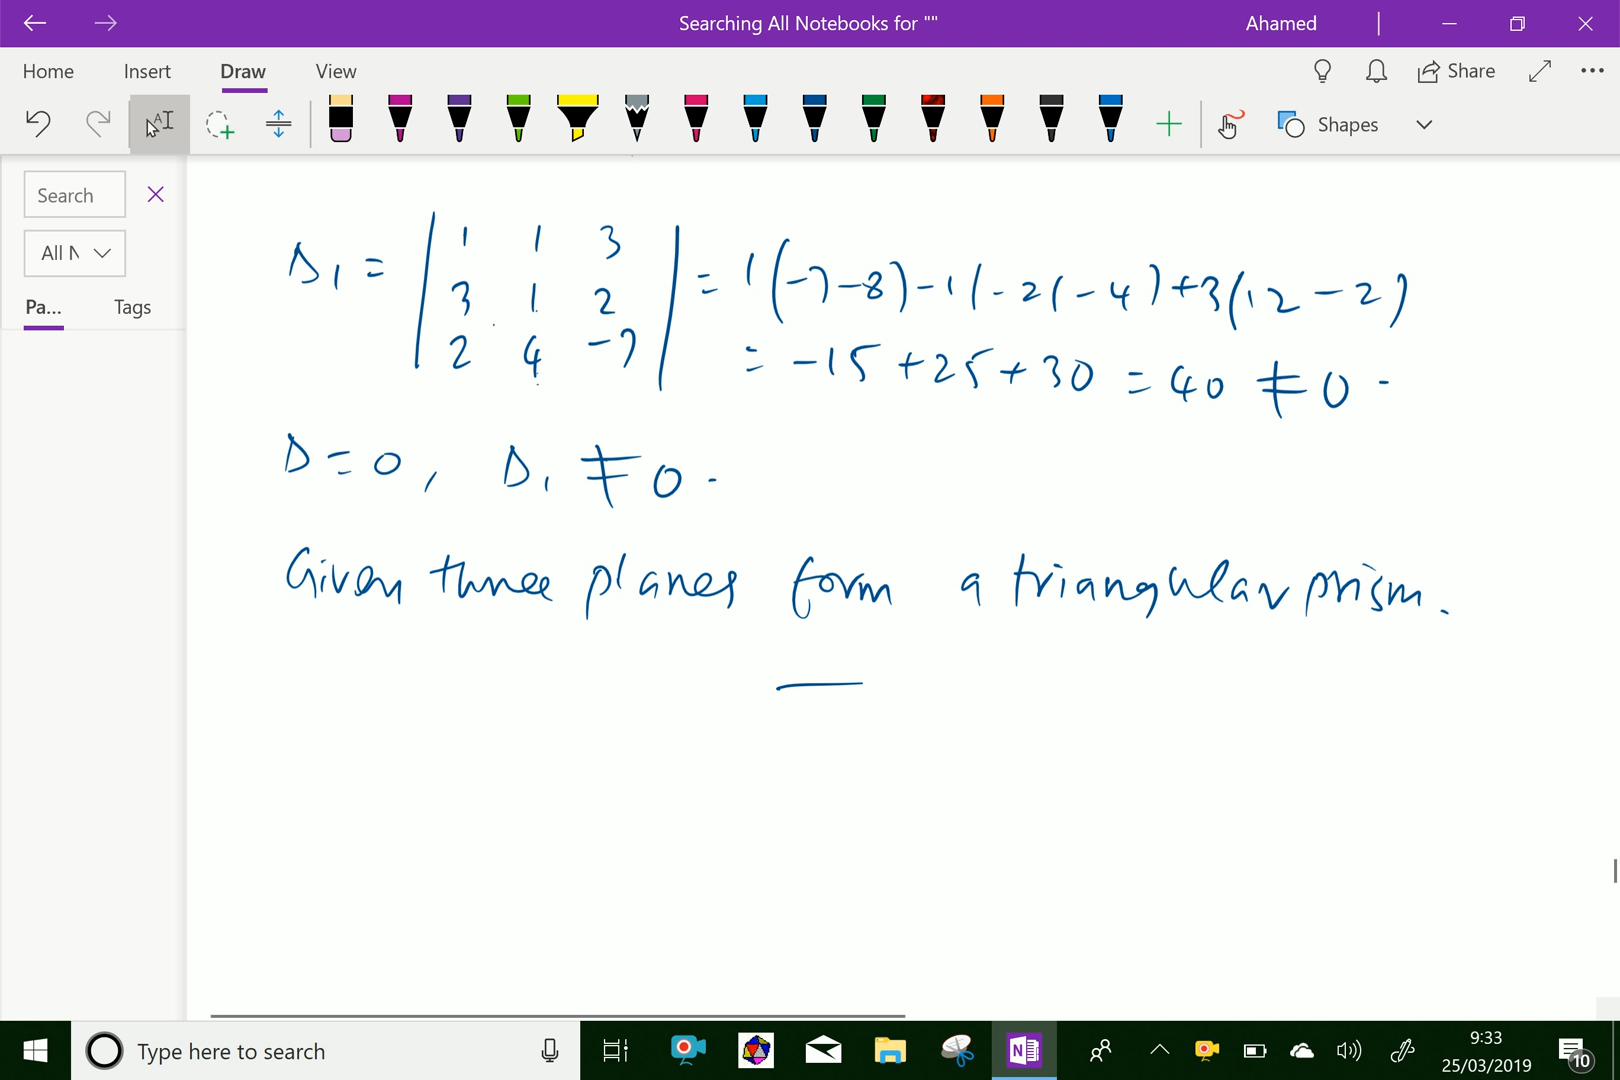 Searching All Notebooks for "" Ahamed
Home Insert Draw View Share
Shapes
Search
All N
Pa... Tags
Δ₁ = | 1 1 3 |
| 3 1 2 |
| 2 4 -7 |
= 1(-7-8)-1(-21-4)+3(12-2)
= -15+25+30 = 40 ≠ 0.
Δ=0, Δ₁ ≠ 0.
Given three planes form a triangular prism.
Type here to search
9:33
25/03/2019
10